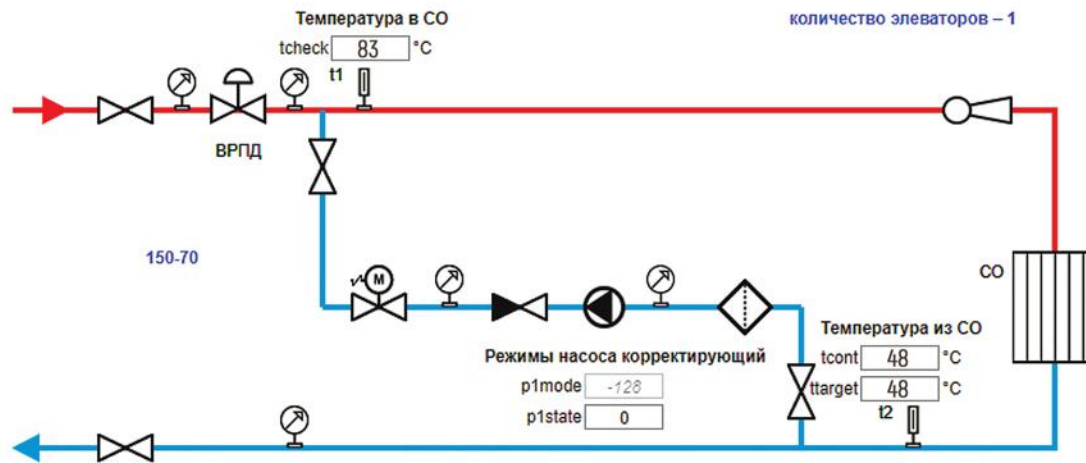 Температура в СО
количество элеваторов – 1
tcheck 83 °C
t1
ВРПД
150-70
M
СО
Температура из СО
Режимы насоса корректирующий
tcont 48 °C
p1mode -128
ttarget 48 °C
p1state 0
t2